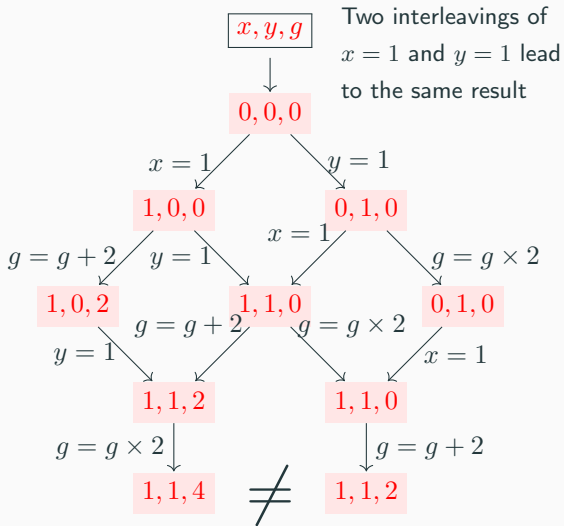 x, y, g
Two interleavings of
x = 1 and y = 1 lead
to the same result
0, 0, 0
x = 1
y = 1
1, 0, 0
0, 1, 0
g = g + 2
y = 1
x = 1
g = g × 2
1, 0, 2
1, 1, 0
0, 1, 0
y = 1
g = g + 2
g = g × 2
x = 1
1, 1, 2
1, 1, 0
g = g × 2
g = g + 2
1, 1, 4
≠
1, 1, 2